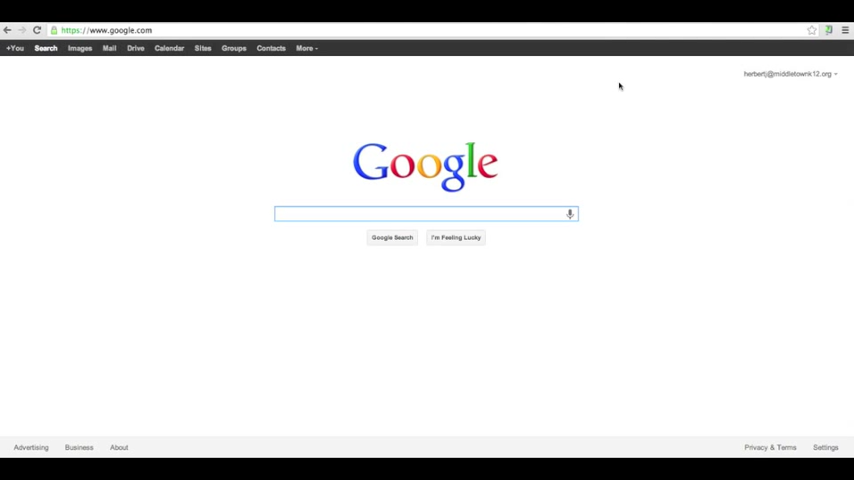 https://www.google.com
+You Search Images Mail Drive Calendar Sites Groups Contacts More
herbertj@middletownk12.org
Google
Google Search I'm Feeling Lucky
Advertising Business About Privacy & Terms Settings